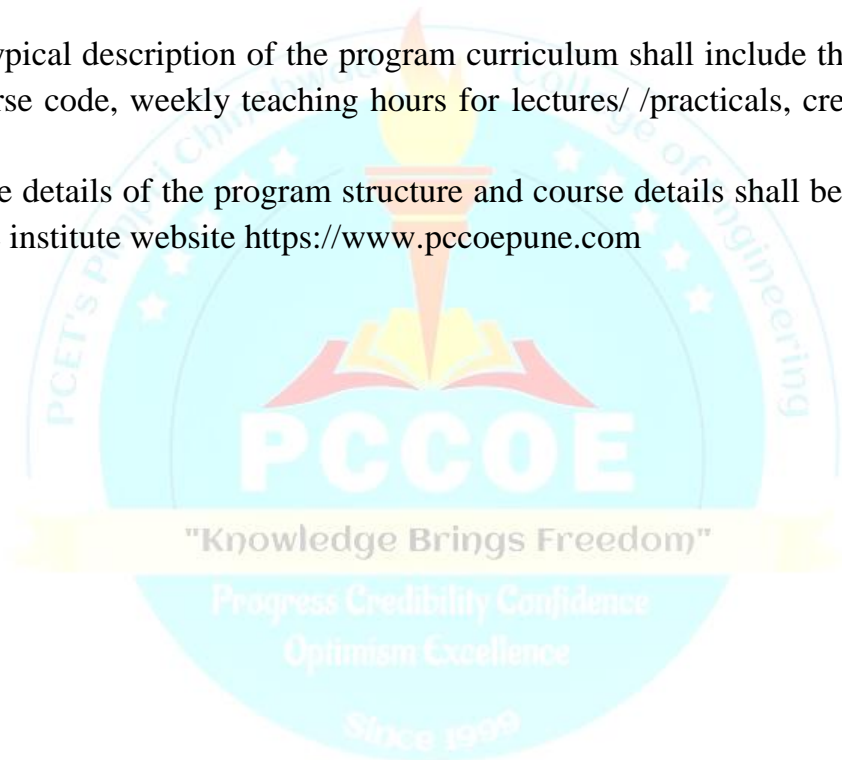 ypical description of the program curriculum shall include th
rse code, weekly teaching hours for lectures/ /practicals, cre
e details of the program structure and course details shall be
institute website https://www.pccoepune.com
PCET's Pimpri Chinchwad College of Engineering
PCCOE
"Knowledge Brings Freedom"
Progress Credibility Confidence
Optimism Excellence
Since 1999